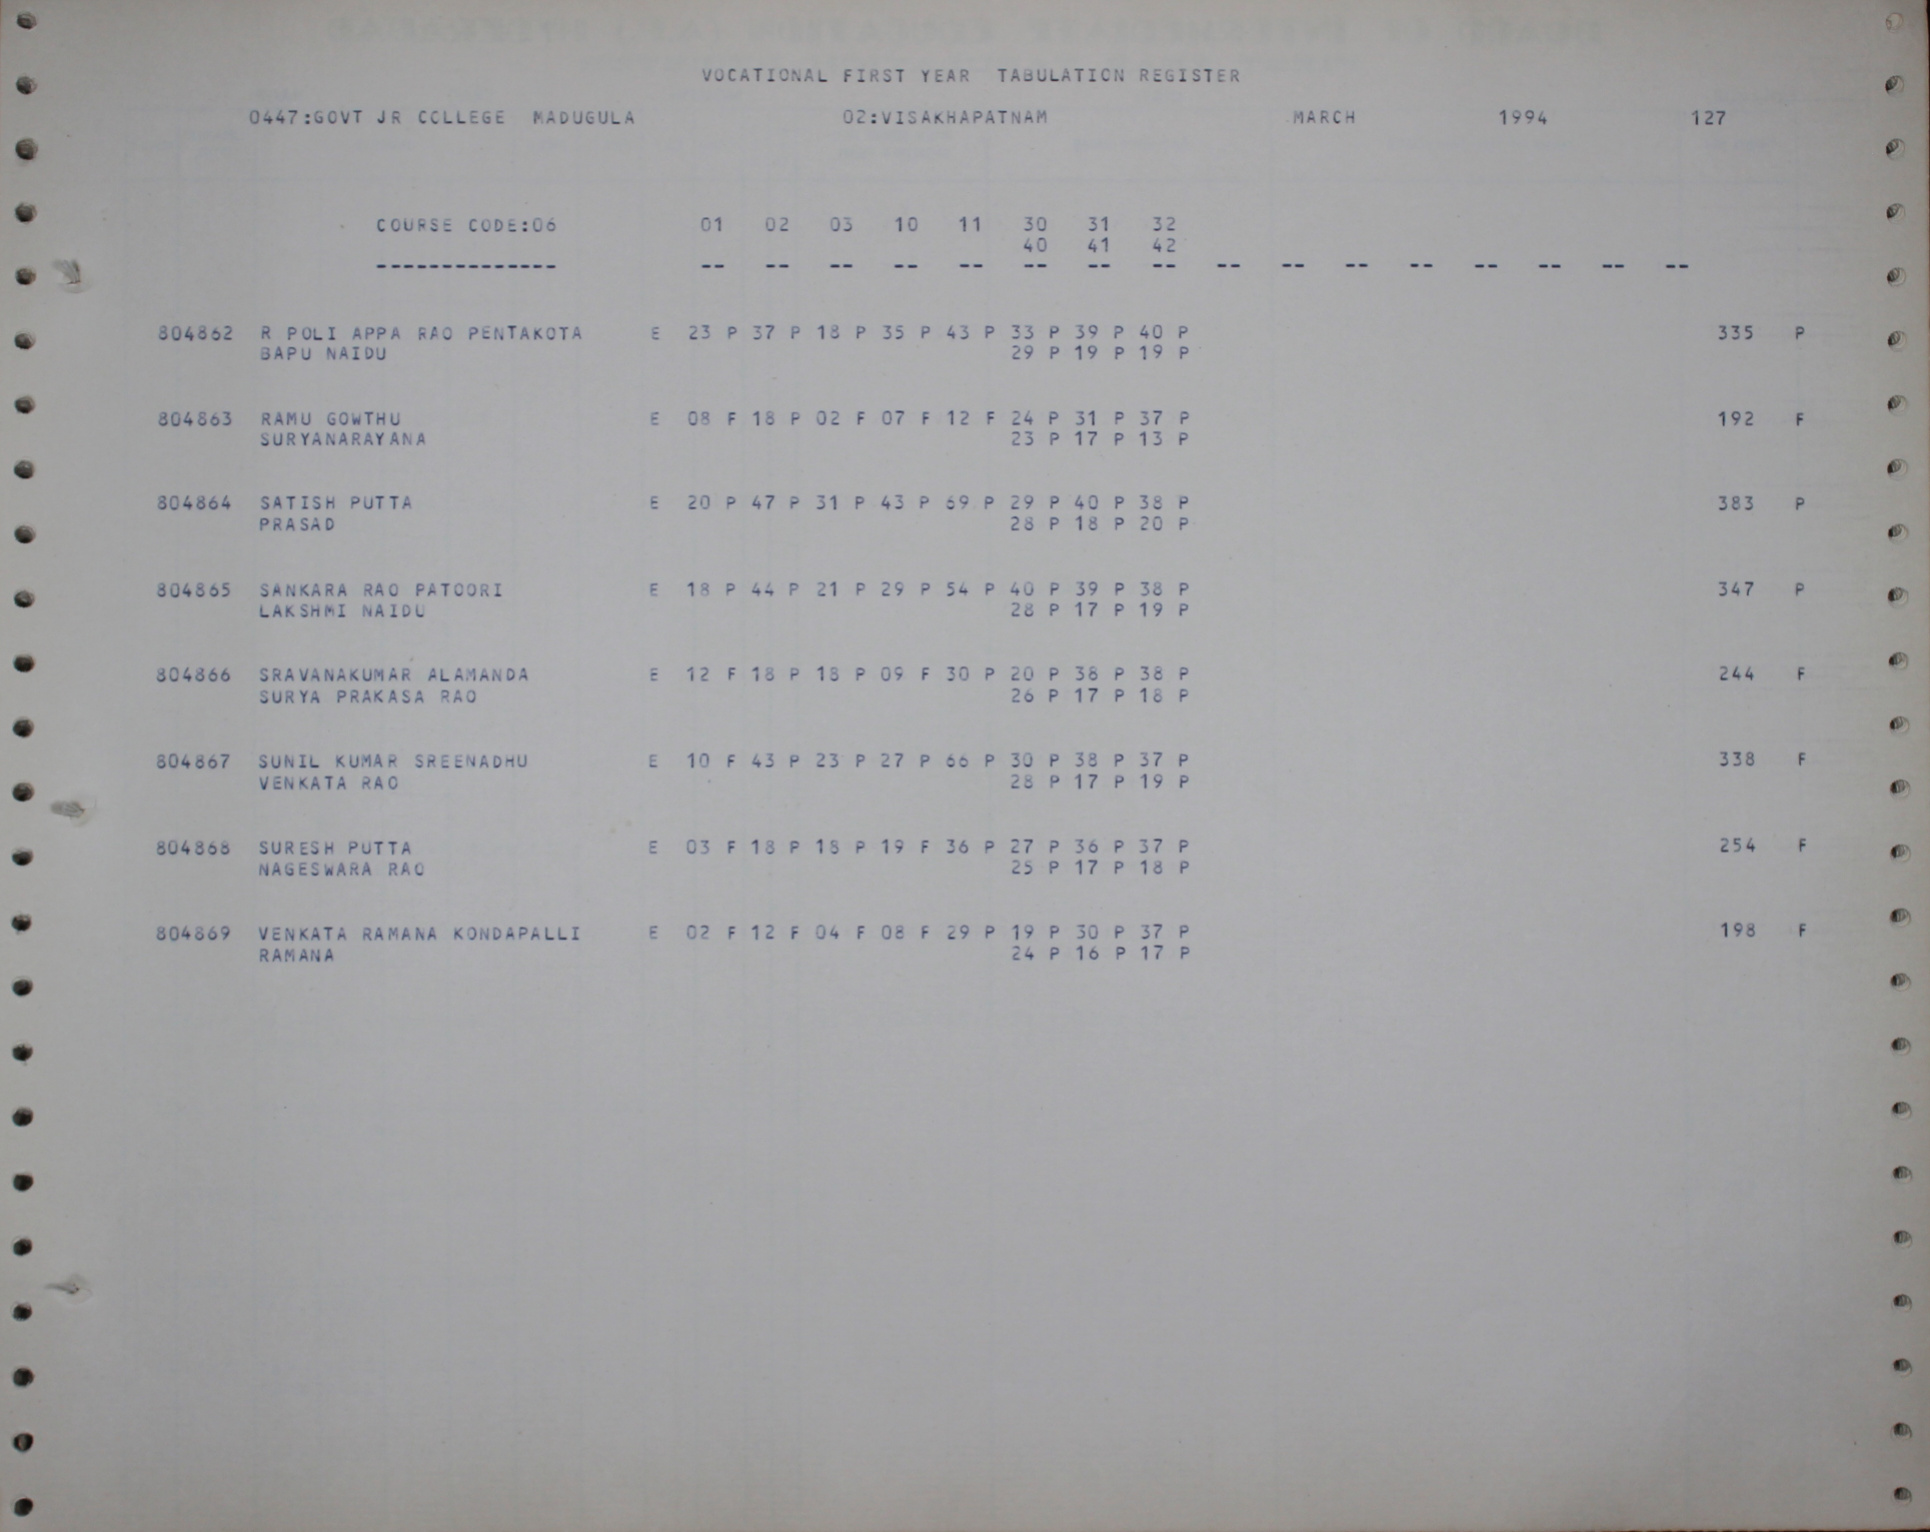 VOCATIONAL FIRST YEAR TABULATION REGISTER
0447:GOVT JR COLLEGE MADUGULA 02:VISAKHAPATNAM MARCH 1994 127
COURSE CODE:06 01 02 03 10 11 30 31 32
40 41 42
-------------- -- -- -- -- -- -- -- -- -- -- -- -- -- -- -- --
804862 R POLI APPA RAO PENTAKOTA E 23 P 37 P 18 P 35 P 43 P 33 P 39 P 40 P 335 P
BAPU NAIDU 29 P 19 P 19 P
804863 RAMU GOWTHU E 08 F 18 P 02 F 07 F 12 F 24 P 31 P 37 P 192 F
SURYANARAYANA 23 P 17 P 13 P
804864 SATISH PUTTA E 20 P 47 P 31 P 43 P 69 P 29 P 40 P 38 P 383 P
PRASAD 28 P 18 P 20 P
804865 SANKARA RAO PATOORI E 18 P 44 P 21 P 29 P 54 P 40 P 39 P 38 P 347 P
LAKSHMI NAIDU 28 P 17 P 19 P
804866 SRAVANAKUMAR ALAMANDA E 12 F 18 P 18 P 09 F 30 P 20 P 38 P 38 P 244 F
SURYA PRAKASA RAO 26 P 17 P 18 P
804867 SUNIL KUMAR SREENADHU E 10 F 43 P 23 P 27 P 66 P 30 P 38 P 37 P 338 F
VENKATA RAO 28 P 17 P 19 P
804868 SURESH PUTTA E 03 F 18 P 18 P 19 F 36 P 27 P 36 P 37 P 254 F
NAGESWARA RAO 25 P 17 P 18 P
804869 VENKATA RAMANA KONDAPALLI E 02 F 12 F 04 F 08 F 29 P 19 P 30 P 37 P 198 F
RAMANA 24 P 16 P 17 P